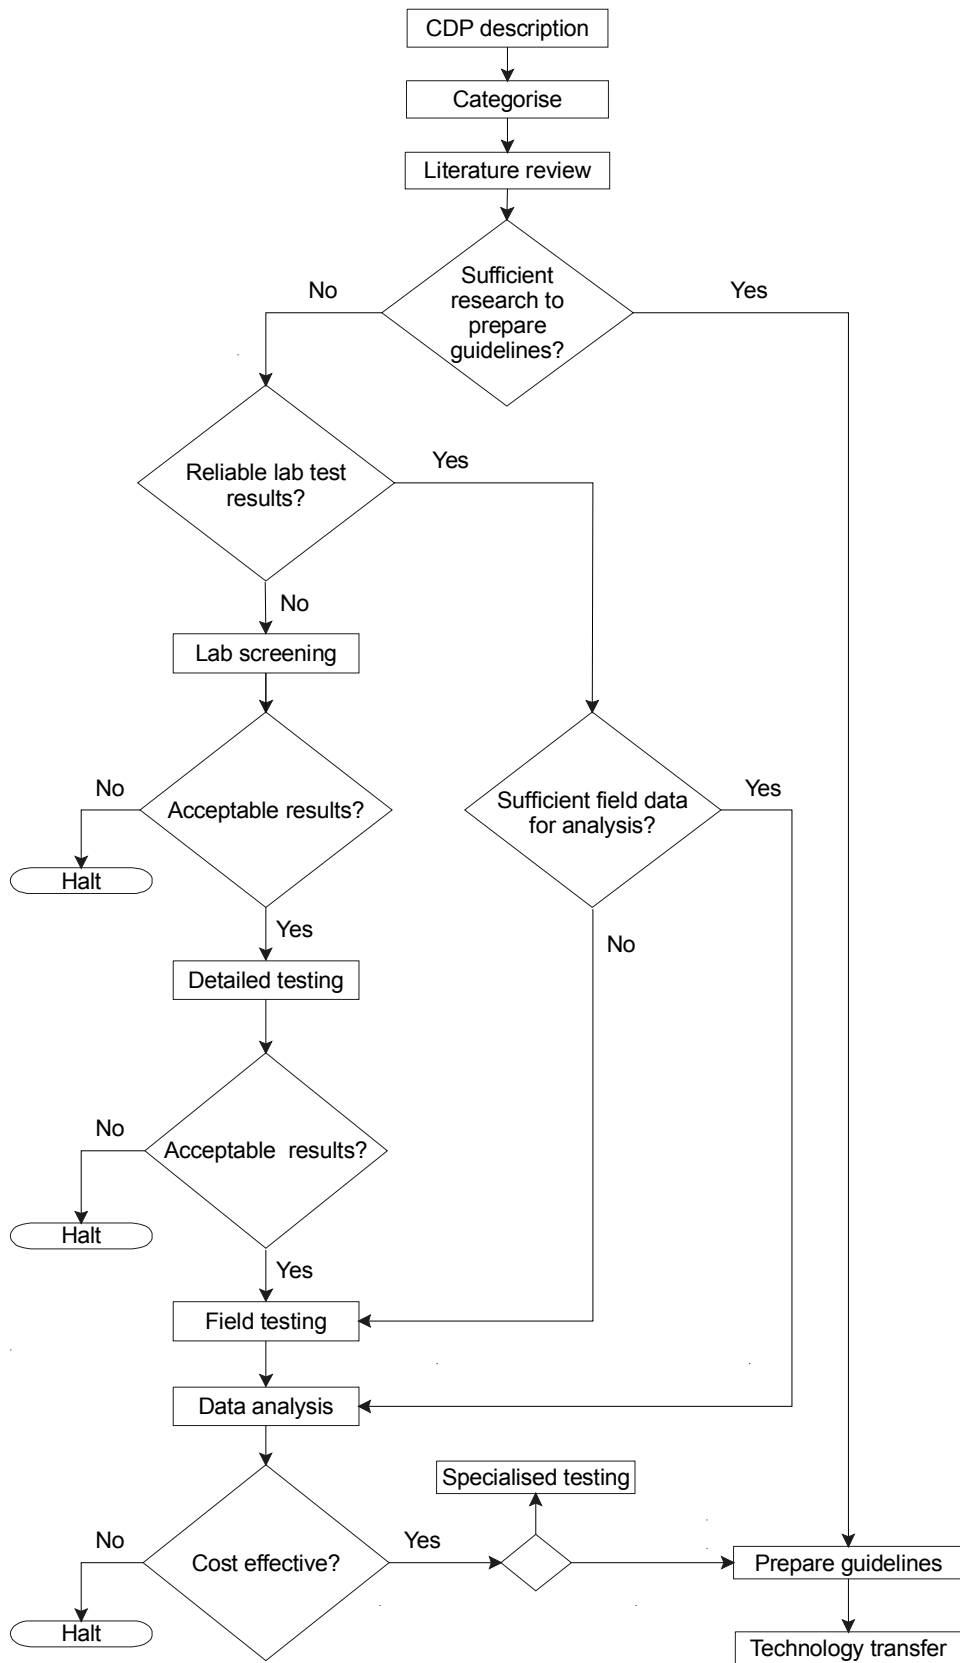 CDP description
Categorise
Literature review
Sufficient
research to
prepare
guidelines?
No
Yes
Reliable lab test
results?
Yes
No
Lab screening
No
Acceptable results?
Sufficient field data
for analysis?
Yes
Halt
Yes
No
Detailed testing
No
Acceptable results?
Halt
Yes
Field testing
Data analysis
Specialised testing
No
Cost effective?
Yes
Prepare guidelines
Halt
Technology transfer